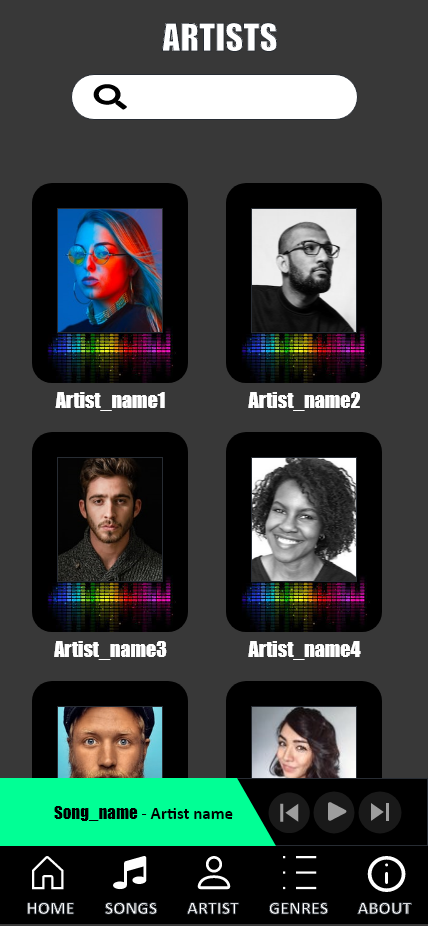 ARTISTS
Artist_name1
Artist_name2
Artist_name3
Artist_name4
Song_name - Artist name
HOME
SONGS
ARTIST
GENRES
ABOUT